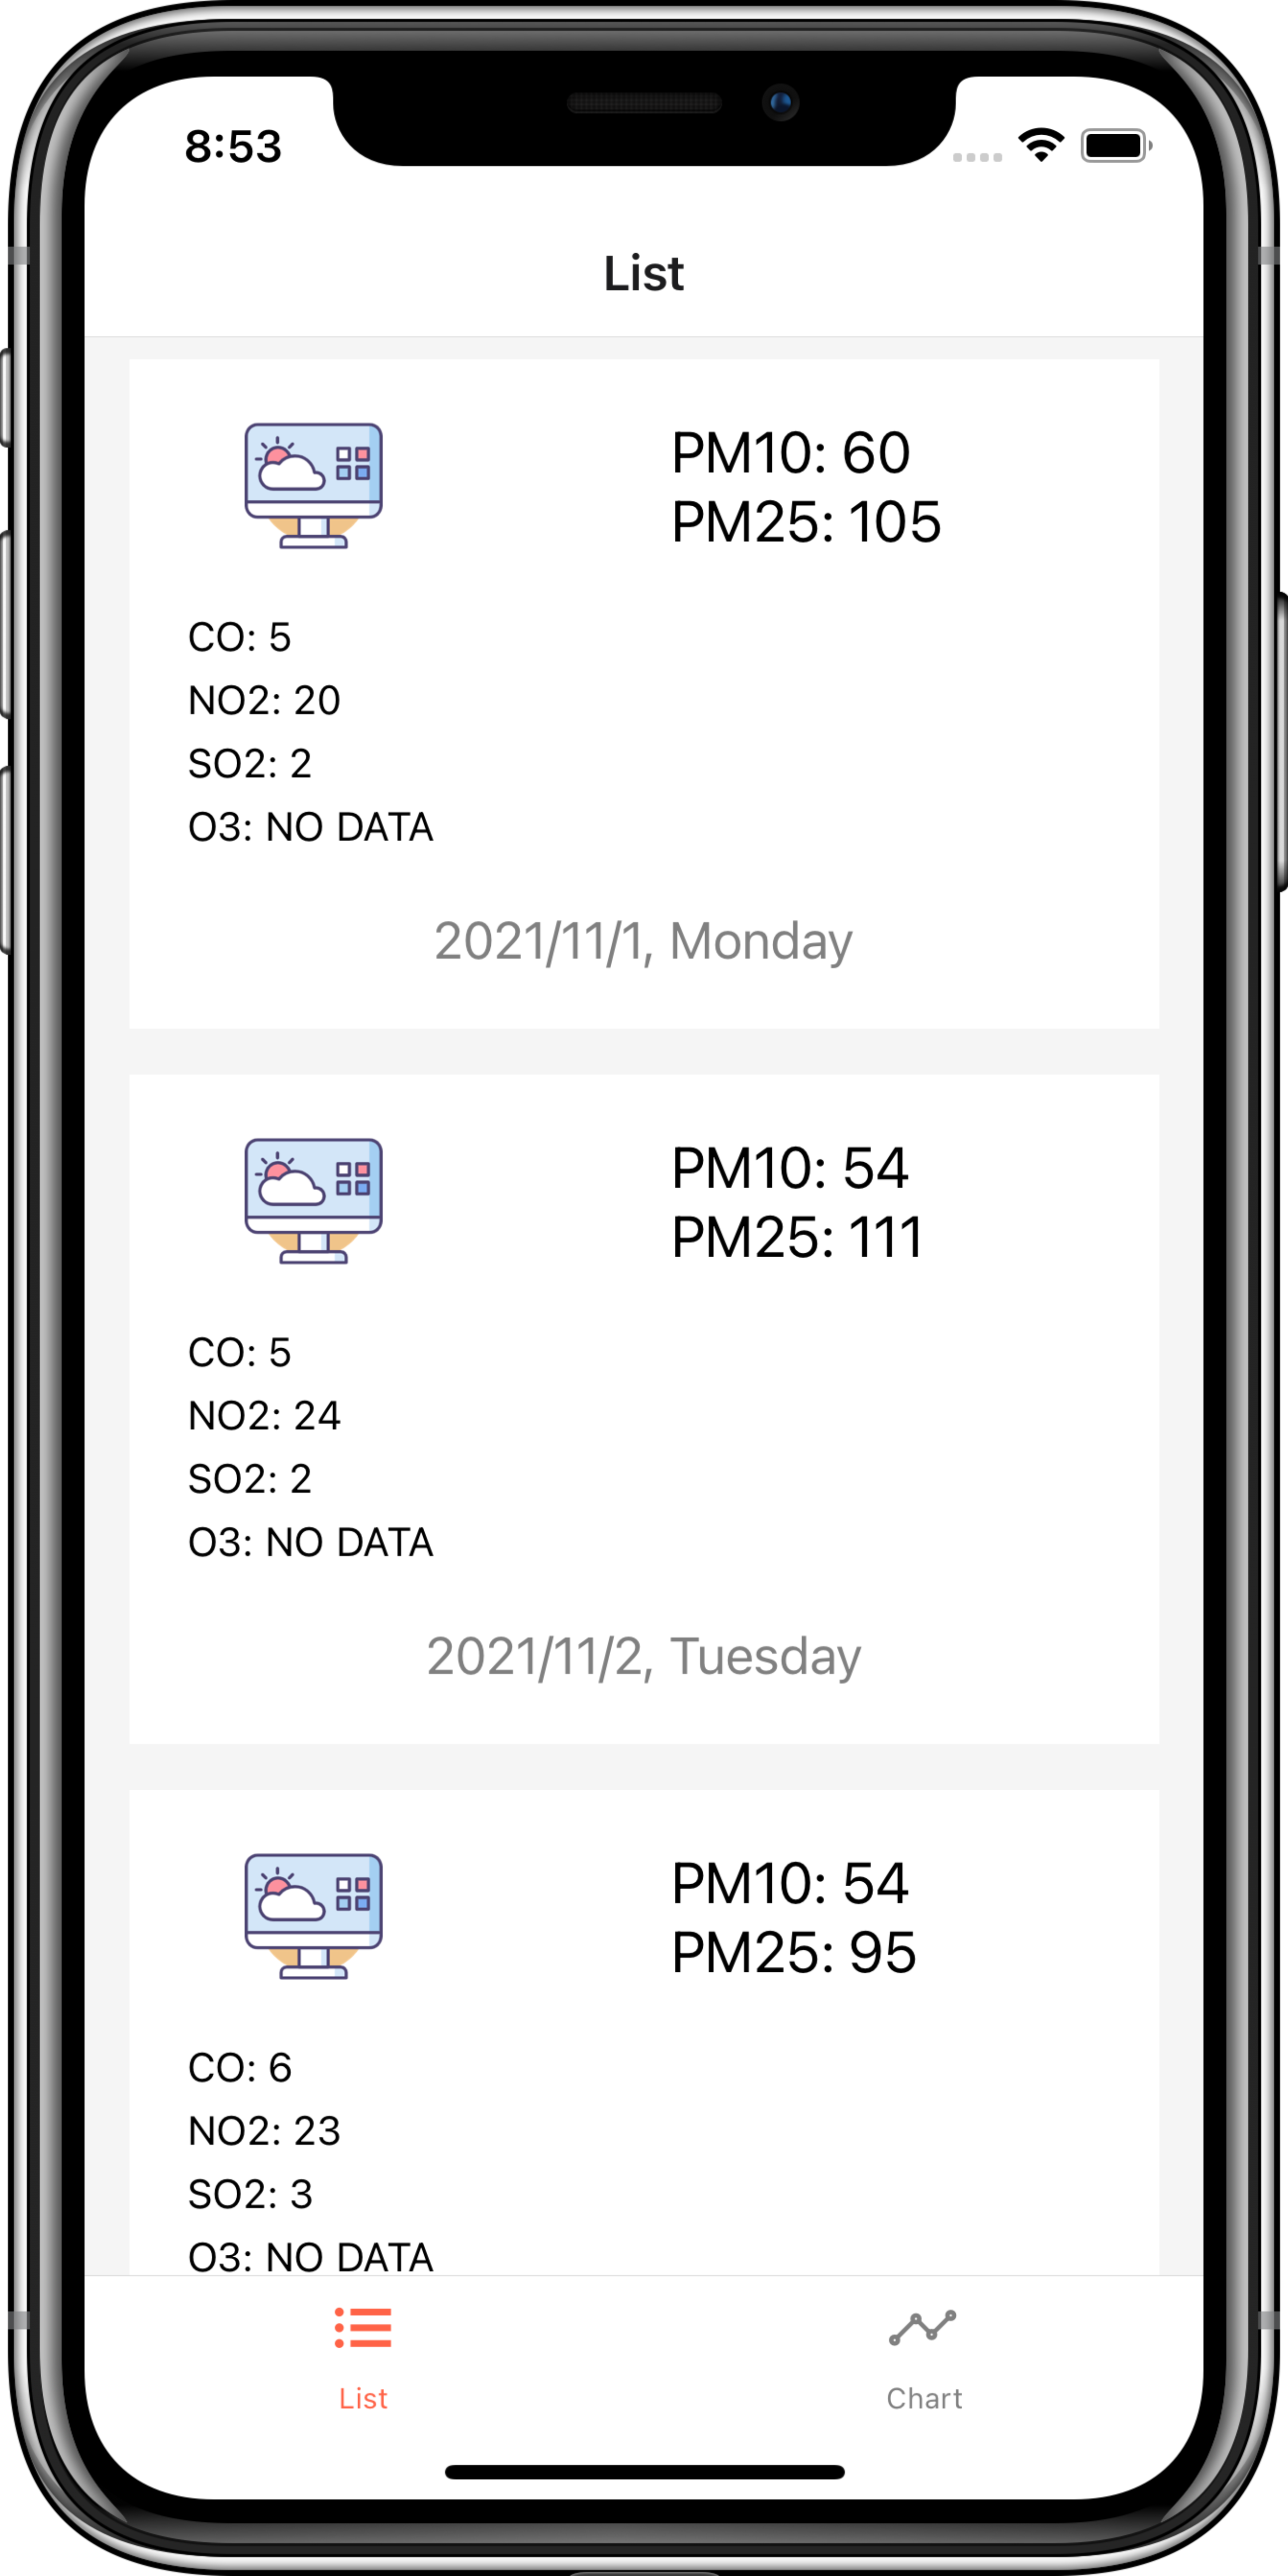 8:53
List
PM10: 60
PM25: 105
CO: 5
NO2: 20
SO2: 2
O3: NO DATA
2021/11/1, Monday
PM10: 54
PM25: 111
CO: 5
NO2: 24
SO2: 2
O3: NO DATA
2021/11/2, Tuesday
PM10: 54
PM25: 95
CO: 6
NO2: 23
SO2: 3
O3: NO DATA
List
Chart